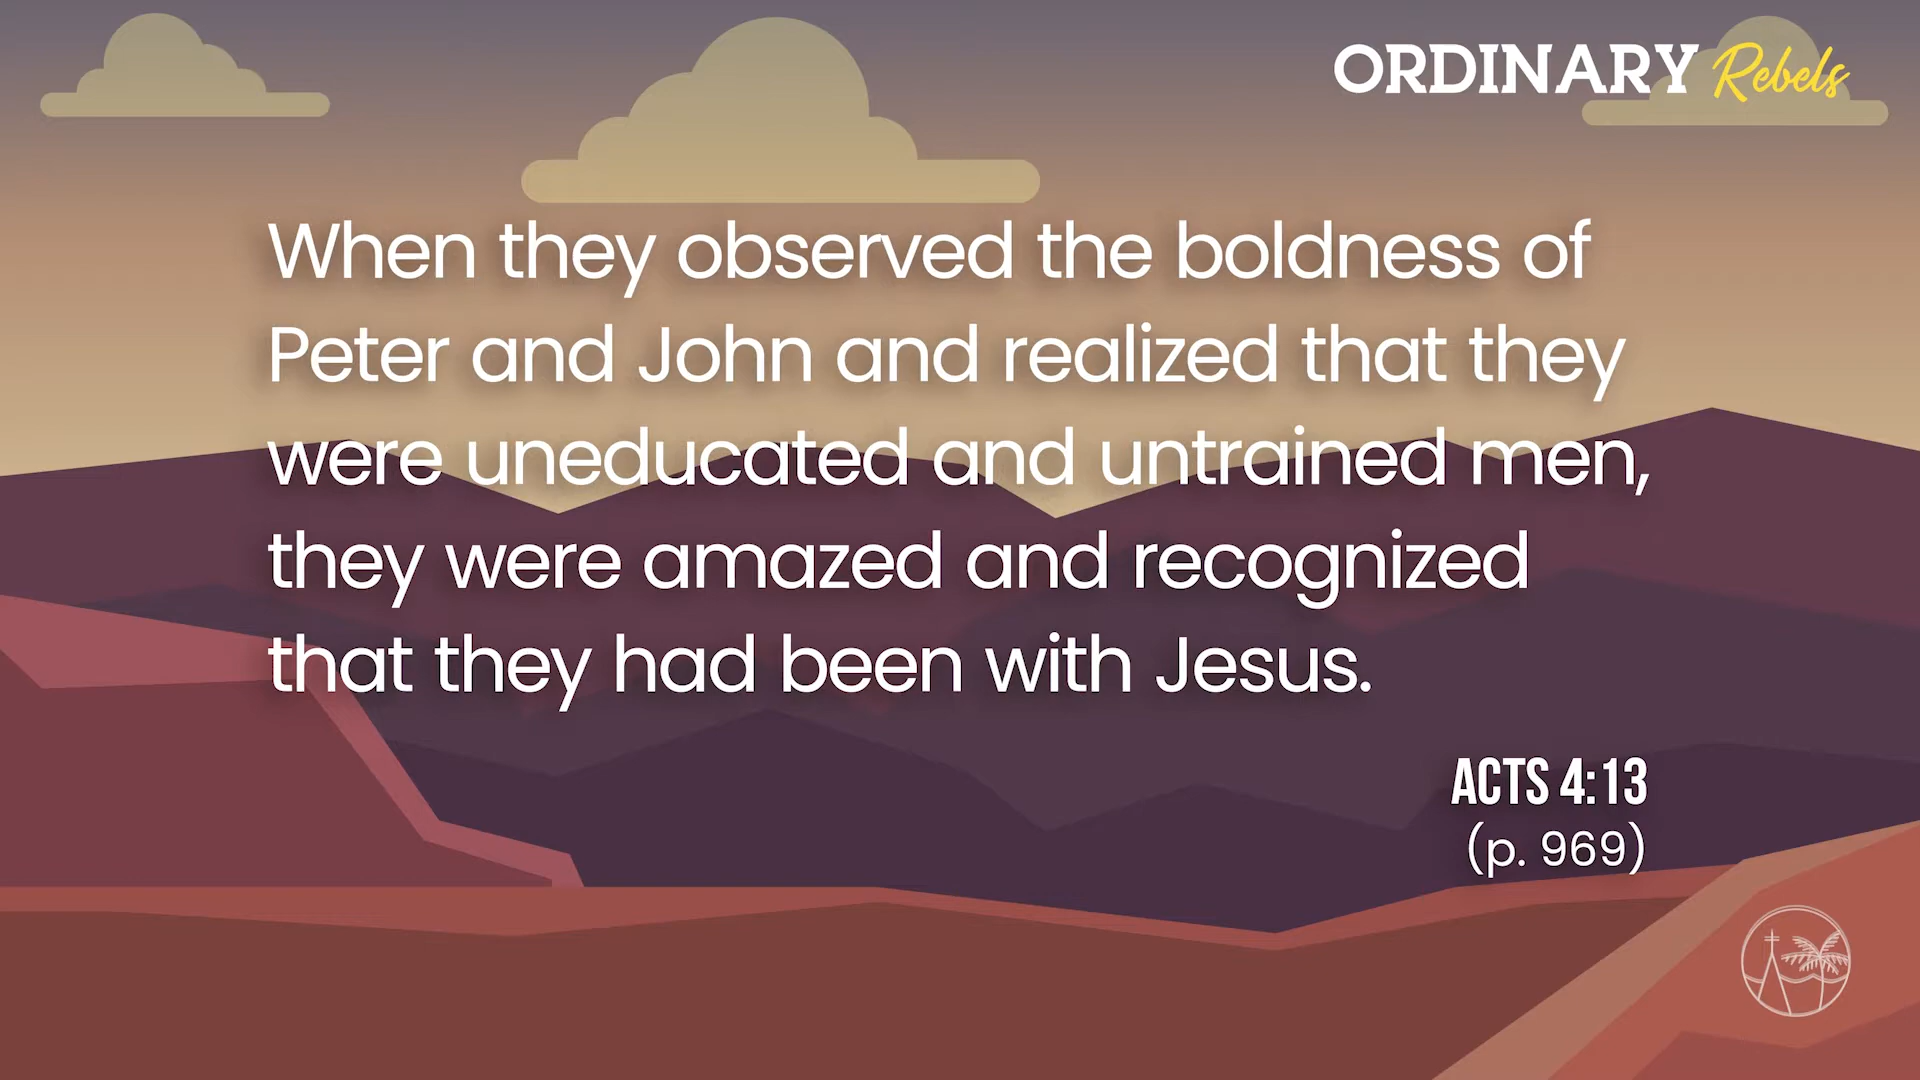 ORDINARY Rebels
When they observed the boldness of
Peter and John and realized that they
were uneducated and untrained men,
they were amazed and recognized
that they had been with Jesus.
ACTS 4:13
(p. 969)